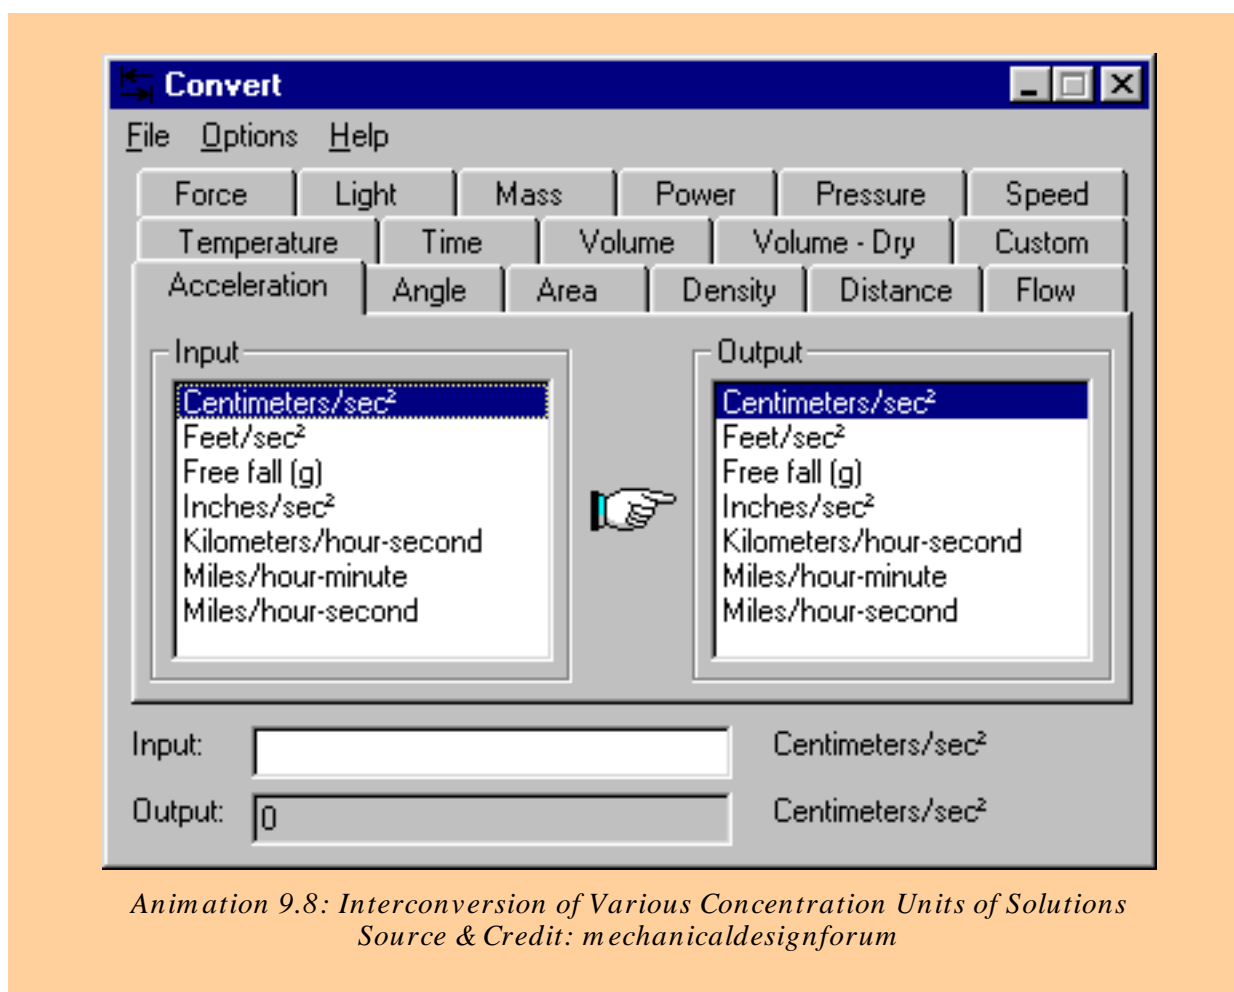 Convert
File Options Help
Force Light Mass Power Pressure Speed
Temperature Time Volume Volume - Dry Custom
Acceleration Angle Area Density Distance Flow
Input
Centimeters/sec²
Feet/sec²
Free fall (g)
Inches/sec²
Kilometers/hour-second
Miles/hour-minute
Miles/hour-second
Output
Centimeters/sec²
Feet/sec²
Free fall (g)
Inches/sec²
Kilometers/hour-second
Miles/hour-minute
Miles/hour-second
Input: Centimeters/sec²
Output: 0 Centimeters/sec²
Animation 9.8: Interconversion of Various Concentration Units of Solutions
Source & Credit: mechanicaldesignforum